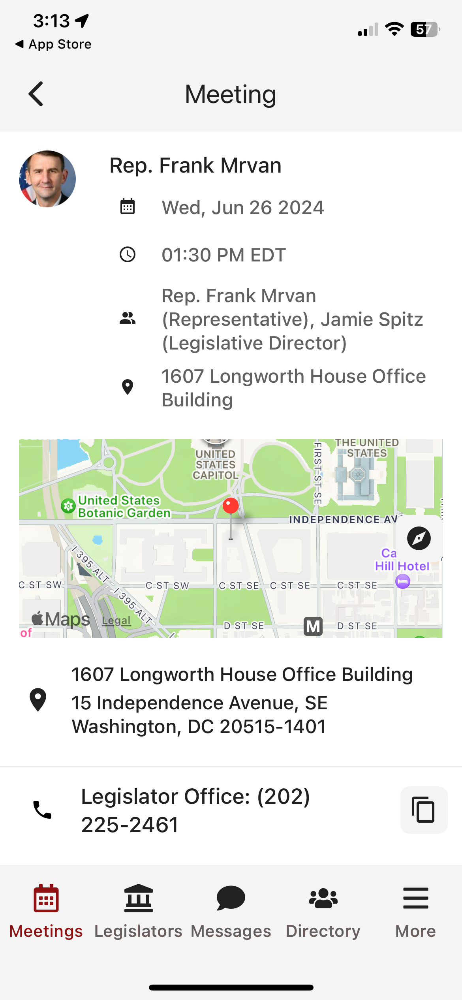 3:13
57
App Store
Meeting
Rep. Frank Mrvan
Wed, Jun 26 2024
01:30 PM EDT
Rep. Frank Mrvan
(Representative), Jamie Spitz
(Legislative Director)
1607 Longworth House Office
Building
UNITED
STATES
CAPITOL
FIRST ST SE
THE UNITED
STATES
United States
Botanic Garden
INDEPENDENCE AV
Ca
Hill Hotel
I 395 ALT
I 395 ALT
C ST SW
C ST SW
C ST SE
C ST SE
C ST SE
Maps
Legal
of
D ST SE
M
D ST SE
1607 Longworth House Office Building
15 Independence Avenue, SE
Washington, DC 20515-1401
Legislator Office: (202)
225-2461
Meetings
Legislators
Messages
Directory
More